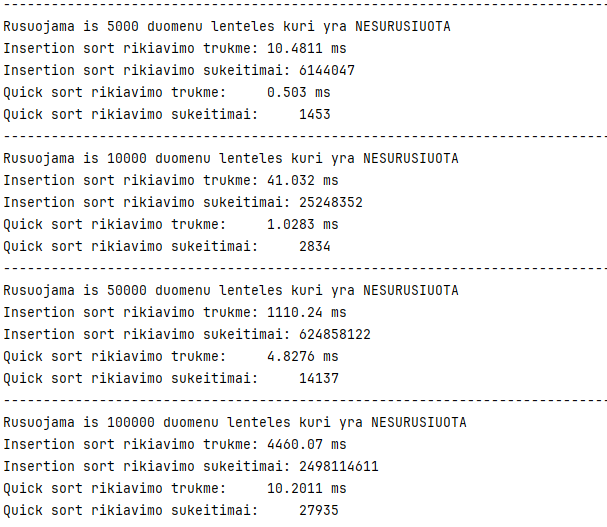 --------------------------------------------------------------------------
Rusuojama is 5000 duomenu lenteles kuri yra NESURUSIUOTA
Insertion sort rikiavimo trukme: 10.4811 ms
Insertion sort rikiavimo sukeitimai: 6144047
Quick sort rikiavimo trukme:     0.503 ms
Quick sort rikiavimo sukeitimai:     1453
--------------------------------------------------------------------------
Rusuojama is 10000 duomenu lenteles kuri yra NESURUSIUOTA
Insertion sort rikiavimo trukme: 41.032 ms
Insertion sort rikiavimo sukeitimai: 25248352
Quick sort rikiavimo trukme:     1.0283 ms
Quick sort rikiavimo sukeitimai:     2834
--------------------------------------------------------------------------
Rusuojama is 50000 duomenu lenteles kuri yra NESURUSIUOTA
Insertion sort rikiavimo trukme: 1110.24 ms
Insertion sort rikiavimo sukeitimai: 624858122
Quick sort rikiavimo trukme:     4.8276 ms
Quick sort rikiavimo sukeitimai:     14137
--------------------------------------------------------------------------
Rusuojama is 100000 duomenu lenteles kuri yra NESURUSIUOTA
Insertion sort rikiavimo trukme: 4460.07 ms
Insertion sort rikiavimo sukeitimai: 2498114611
Quick sort rikiavimo trukme:     10.2011 ms
Quick sort rikiavimo sukeitimai:     27935